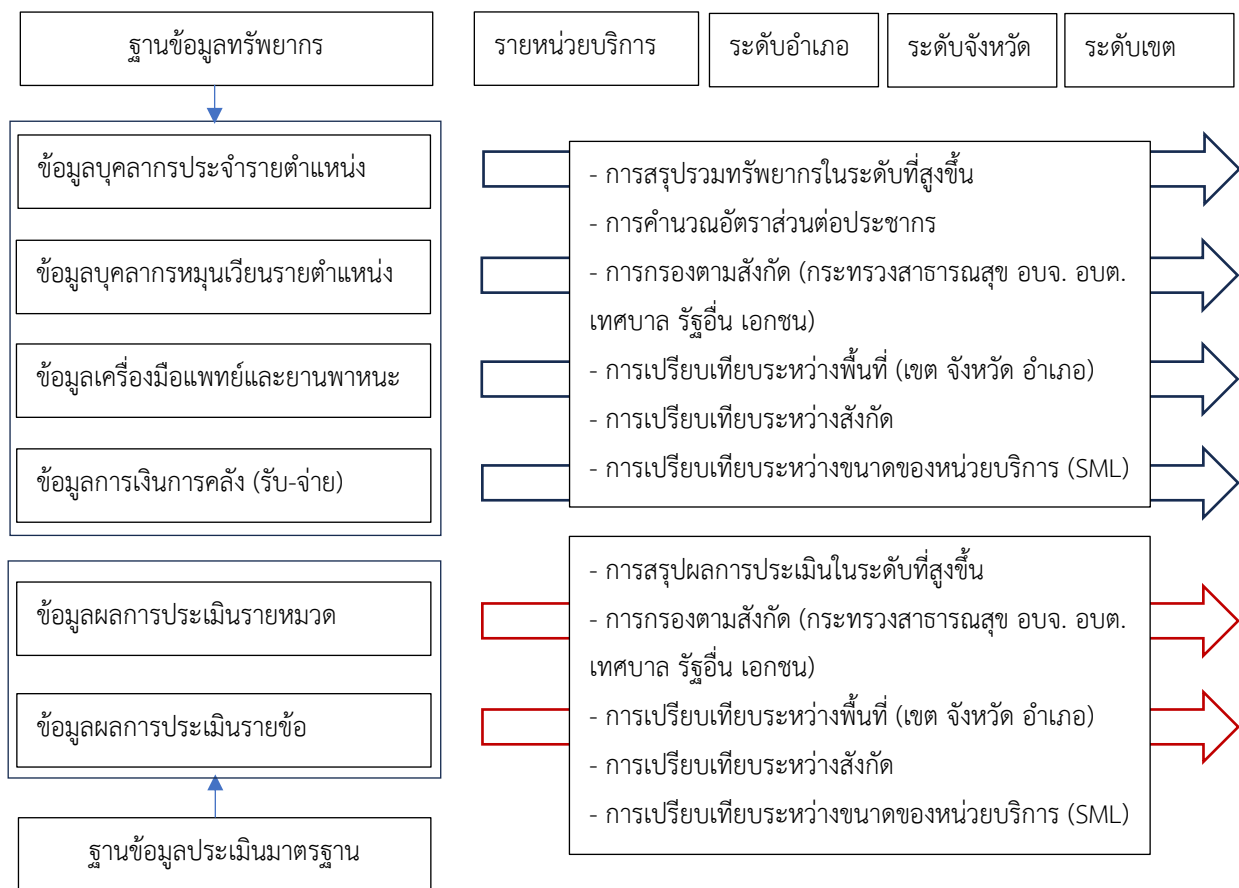 ฐานข้อมูลทรัพยากร
รายหน่วยบริการ
ระดับอำเภอ
ระดับจังหวัด
ระดับเขต
ข้อมูลบุคลากรประจำรายตำแหน่ง
ข้อมูลบุคลากรหมุนเวียนรายตำแหน่ง
ข้อมูลเครื่องมือแพทย์และยานพาหนะ
ข้อมูลการเงินการคลัง (รับ-จ่าย)
- การสรุปรวมทรัพยากรในระดับที่สูงขึ้น
- การคำนวณอัตราส่วนต่อประชากร
- การกรองตามสังกัด (กระทรวงสาธารณสุข อบจ. อบต.
เทศบาล รัฐอื่น เอกชน)
- การเปรียบเทียบระหว่างพื้นที่ (เขต จังหวัด อำเภอ)
- การเปรียบเทียบระหว่างสังกัด
- การเปรียบเทียบระหว่างขนาดของหน่วยบริการ (SML)
ข้อมูลผลการประเมินรายหมวด
ข้อมูลผลการประเมินรายข้อ
- การสรุปผลการประเมินในระดับที่สูงขึ้น
- การกรองตามสังกัด (กระทรวงสาธารณสุข อบจ. อบต.
เทศบาล รัฐอื่น เอกชน)
- การเปรียบเทียบระหว่างพื้นที่ (เขต จังหวัด อำเภอ)
- การเปรียบเทียบระหว่างสังกัด
- การเปรียบเทียบระหว่างขนาดของหน่วยบริการ (SML)
ฐานข้อมูลประเมินมาตรฐาน